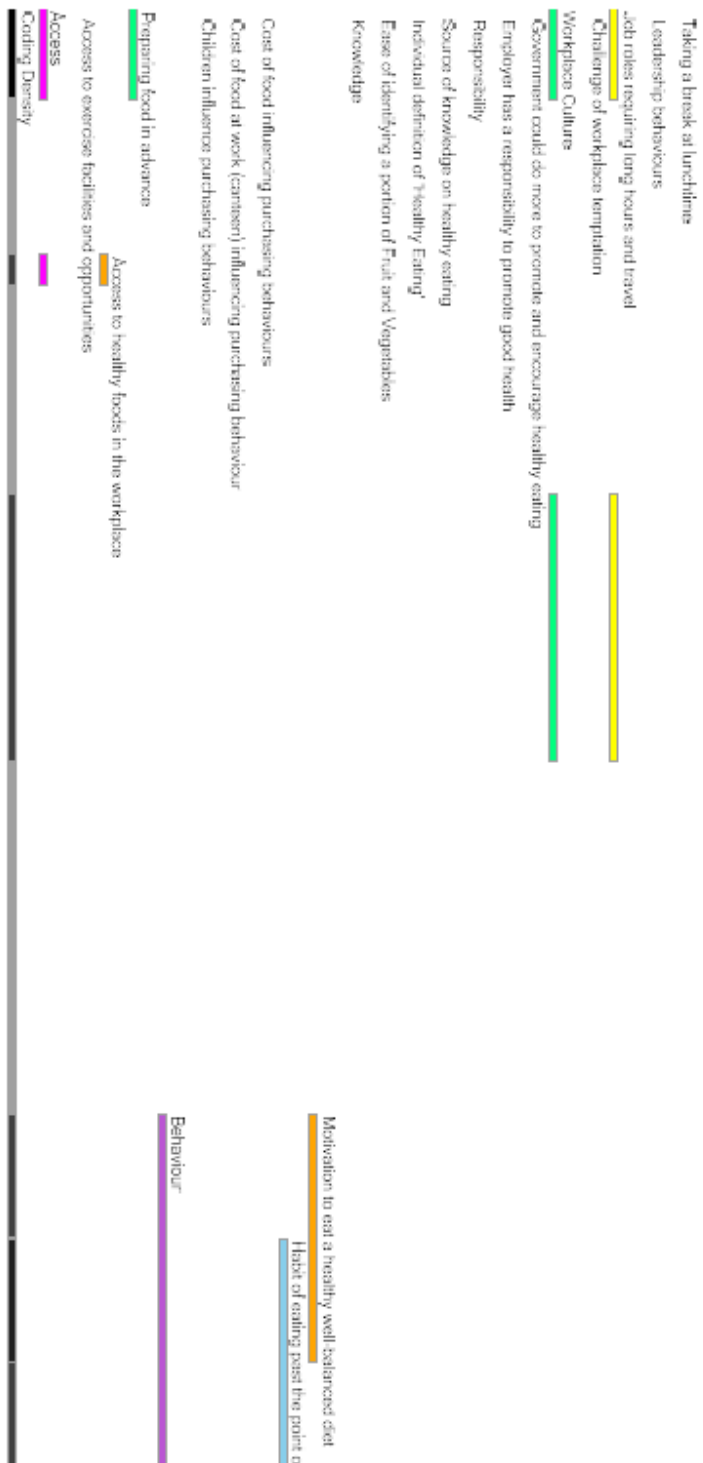 Taking a break at lunchtime
Leadership behaviours
Job roles requiring long hours and travel
Challenge of workplace temptation
Workplace Culture
Government could do more to promote and encourage healthy eating
Employer has a responsibility to promote good health
Responsibility
Source of knowledge on healthy eating
Individual definition of 'Healthy Eating'
Ease of identifying a portion of Fruit and Vegetables
Knowledge
Motivation to eat a healthy well-balanced diet
Habit of eating past the point
Cost of food influencing purchasing behaviours
Cost of food at work (canteen) influencing purchasing behaviour
Children influence purchasing behaviours
Behaviour
Preparing food in advance
Access to healthy foods in the workplace
Access to exercise facilities and opportunities
Access
Coding Density